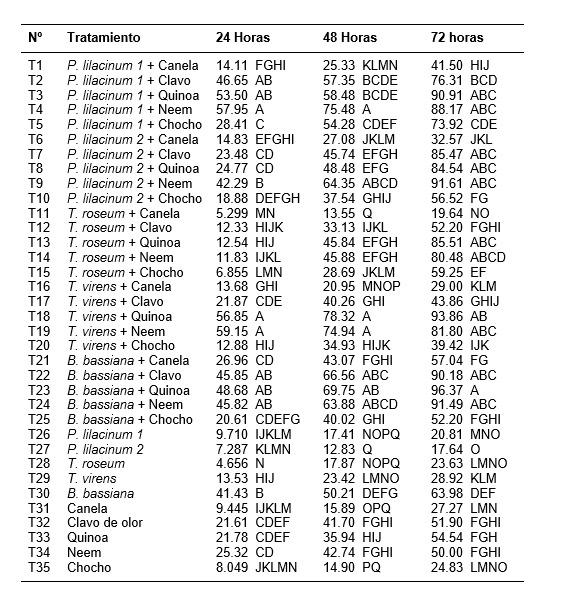 Nº Tratamiento 24 Horas 48 Horas 72 horas
T1 P. lilacinum 1 + Canela 14.11 FGHI 25.33 KLMN 41.50 HIJ
T2 P. lilacinum 1 + Clavo 46.65 AB 57.35 BCDE 76.31 BCD
T3 P. lilacinum 1 + Quinoa 53.50 AB 58.48 BCDE 90.91 ABC
T4 P. lilacinum 1 + Neem 57.95 A 75.48 A 88.17 ABC
T5 P. lilacinum 1 + Chocho 28.41 C 54.28 CDEF 73.92 CDE
T6 P. lilacinum 2 + Canela 14.83 EFGHI 27.08 JKLM 32.57 JKL
T7 P. lilacinum 2 + Clavo 23.48 CD 45.74 EFGH 85.47 ABC
T8 P. lilacinum 2 + Quinoa 24.77 CD 48.48 EFG 84.54 ABC
T9 P. lilacinum 2 + Neem 42.29 B 64.35 ABCD 91.61 ABC
T10 P. lilacinum 2 + Chocho 18.88 DEFGH 37.54 GHIJ 56.52 FG
T11 T. roseum + Canela 5.299 MN 13.55 Q 19.64 NO
T12 T. roseum + Clavo 12.33 HIJK 33.13 IJKL 52.20 FGHI
T13 T. roseum + Quinoa 12.54 HIJ 45.84 EFGH 85.51 ABC
T14 T. roseum + Neem 11.83 IJKL 45.88 EFGH 80.48 ABCD
T15 T. roseum + Chocho 6.855 LMN 28.69 JKLM 59.25 EF
T16 T. virens + Canela 13.68 GHI 20.95 MNOP 29.00 KLM
T17 T. virens + Clavo 21.87 CDE 40.26 GHI 43.86 GHIJ
T18 T. virens + Quinoa 56.85 A 78.32 A 93.86 AB
T19 T. virens + Neem 59.15 A 74.94 A 81.80 ABC
T20 T. virens + Chocho 12.88 HIJ 34.93 HIJK 39.42 IJK
T21 B. bassiana + Canela 26.96 CD 43.07 FGHI 57.04 FG
T22 B. bassiana + Clavo 45.85 AB 66.56 ABC 90.18 ABC
T23 B. bassiana + Quinoa 48.68 AB 69.75 AB 96.37 A
T24 B. bassiana + Neem 45.82 AB 63.88 ABCD 91.49 ABC
T25 B. bassiana + Chocho 20.61 CDEFG 40.02 GHI 52.20 FGHI
T26 P. lilacinum 1 9.710 IJKLM 17.41 NOPQ 20.81 MNO
T27 P. lilacinum 2 7.287 KLMN 12.83 Q 17.64 O
T28 T. roseum 4.656 N 17.87 NOPQ 23.63 LMNO
T29 T. virens 13.53 HIJ 23.42 LMNO 28.92 KLM
T30 B. bassiana 41.43 B 50.21 DEFG 63.98 DEF
T31 Canela 9.445 IJKLM 15.89 OPQ 27.27 LMN
T32 Clavo de olor 21.61 CDEF 41.70 FGHI 51.90 FGHI
T33 Quinoa 21.78 CDEF 35.94 HIJ 54.54 FGH
T34 Neem 25.32 CD 42.74 FGHI 50.00 FGHI
T35 Chocho 8.049 JKLMN 14.90 PQ 24.83 LMNO